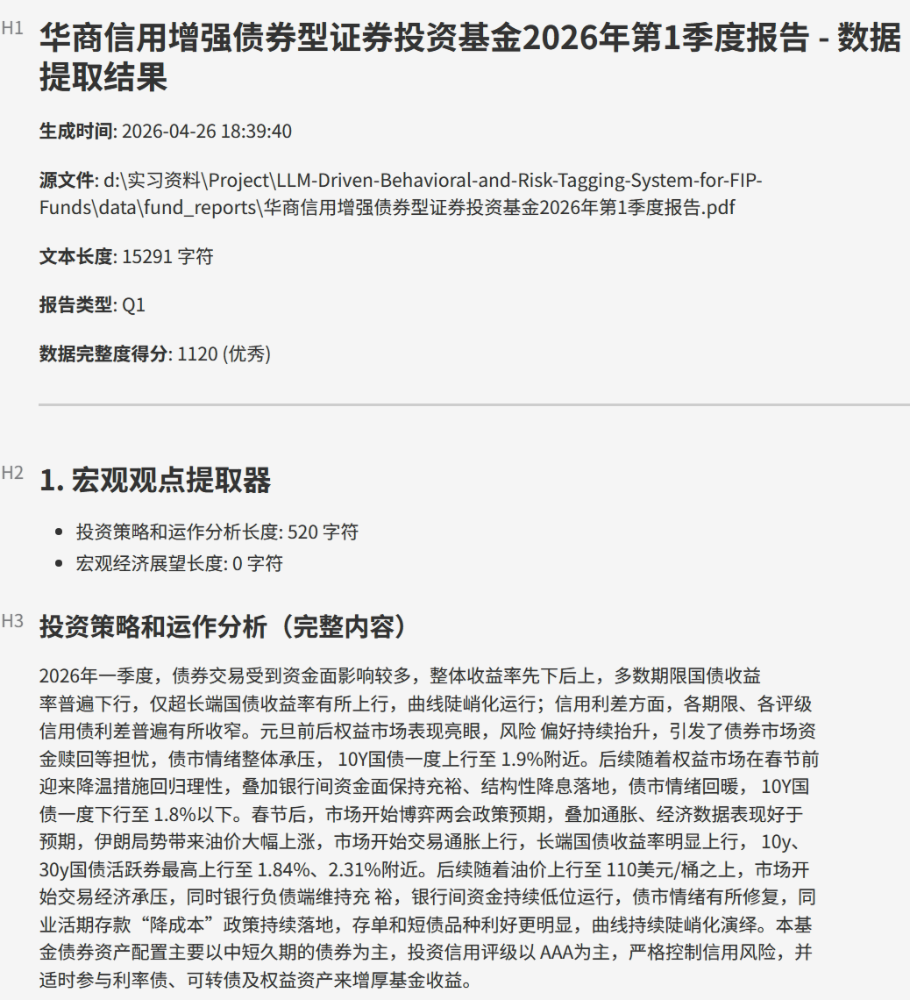 H1
华商信用增强债券型证券投资基金2026年第1季度报告 - 数据
提取结果
生成时间: 2026-04-26 18:39:40
源文件: d:\实习资料\Project\LLM-Driven-Behavioral-and-Risk-Tagging-System-for-FIP-
Funds\data\fund_reports\华商信用增强债券型证券投资基金2026年第1季度报告.pdf
文本长度: 15291 字符
报告类型: Q1
数据完整度得分: 1120 (优秀)
H2
1. 宏观观点提取器
• 投资策略和运作分析长度: 520 字符
• 宏观经济展望长度: 0 字符
H3
投资策略和运作分析（完整内容）
2026年一季度，债券交易受到资金面影响较多，整体收益率先下后上，多数期限国债收益
率普遍下行，仅超长端国债收益率有所上行，曲线陡峭化运行；信用利差方面，各期限、各评级
信用债利差普遍有所收窄。元旦前后权益市场表现亮眼，风险 偏好持续抬升，引发了债券市场资
金赎回等担忧，债市情绪整体承压， 10Y国债一度上行至 1.9%附近。后续随着权益市场在春节前
迎来降温措施回归理性，叠加银行间资金面保持充裕、结构性降息落地，债市情绪回暖， 10Y国
债一度下行至 1.8%以下。春节后，市场开始博弈两会政策预期，叠加通胀、经济数据表现好于
预期，伊朗局势带来油价大幅上涨，市场开始交易通胀上行，长端国债收益率明显上行， 10y、
30y国债活跃券最高上行至 1.84%、2.31%附近。后续随着油价上行至 110美元/桶之上，市场开
始交易经济承压，同时银行负债端维持充 裕，银行间资金持续低位运行，债市情绪有所修复，同
业活期存款“降成本”政策持续落地，存单和短债品种利好更明显，曲线持续陡峭化演绎。本基
金债券资产配置主要以中短久期的债券为主，投资信用评级以 AAA为主，严格控制信用风险，并
适时参与利率债、可转债及权益资产来增厚基金收益。